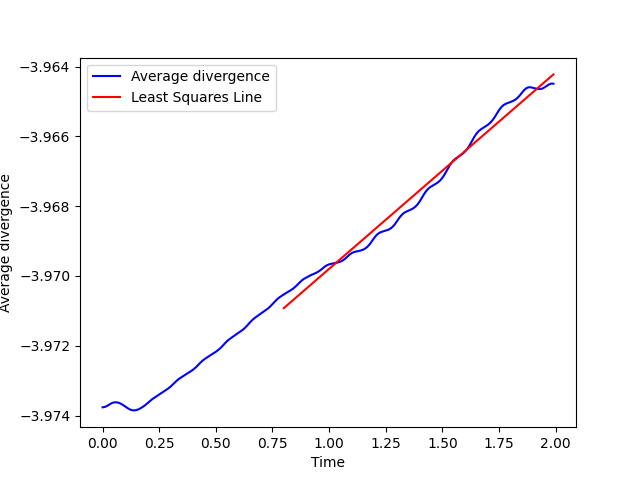 Average divergence
Least Squares Line
−3.964
−3.966
−3.968
−3.970
−3.972
−3.974
Average divergence
0.00 0.25 0.50 0.75 1.00 1.25 1.50 1.75 2.00
Time